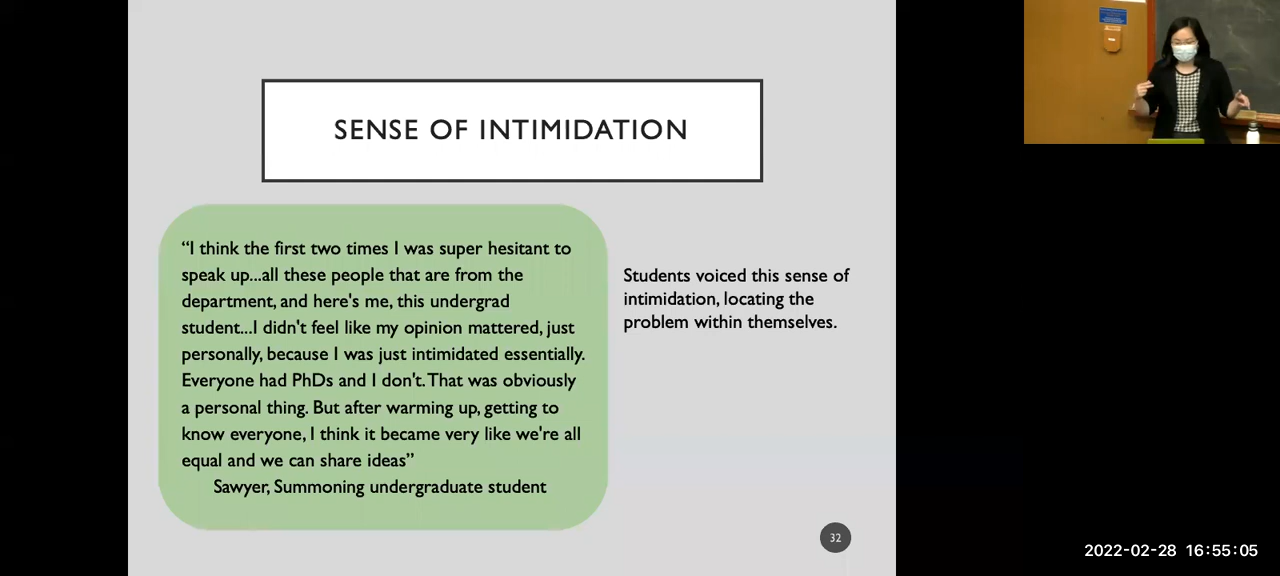 SENSE OF INTIMIDATION
“I think the first two times I was super hesitant to
speak up...all these people that are from the
department, and here's me, this undergrad
student...I didn't feel like my opinion mattered, just
personally, because I was just intimidated essentially.
Everyone had PhDs and I don't. That was obviously
a personal thing. But after warming up, getting to
know everyone, I think it became very like we're all
equal and we can share ideas”
Sawyer, Summoning undergraduate student
Students voiced this sense of
intimidation, locating the
problem within themselves.
32
2022-02-28 16:55:05